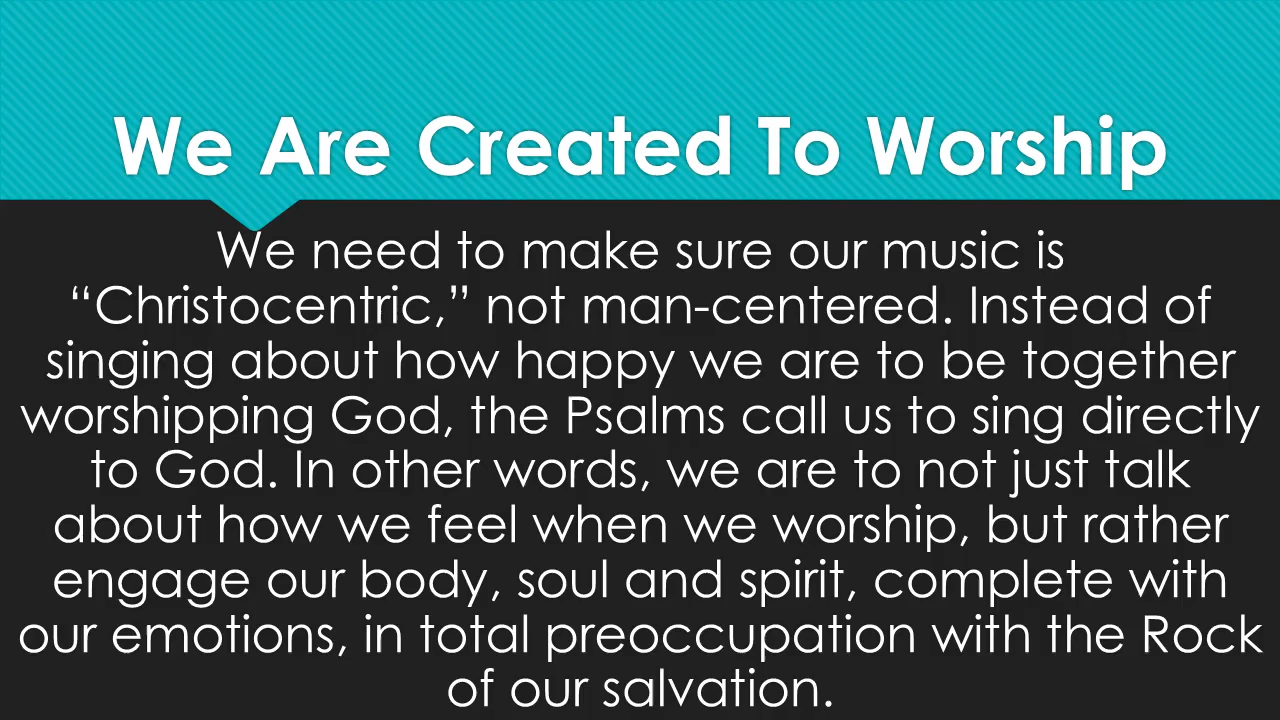 We Are Created To Worship
We need to make sure our music is
“Christocentric,” not man-centered. Instead of
singing about how happy we are to be together
worshipping God, the Psalms call us to sing directly
to God. In other words, we are to not just talk
about how we feel when we worship, but rather
engage our body, soul and spirit, complete with
our emotions, in total preoccupation with the Rock
of our salvation.